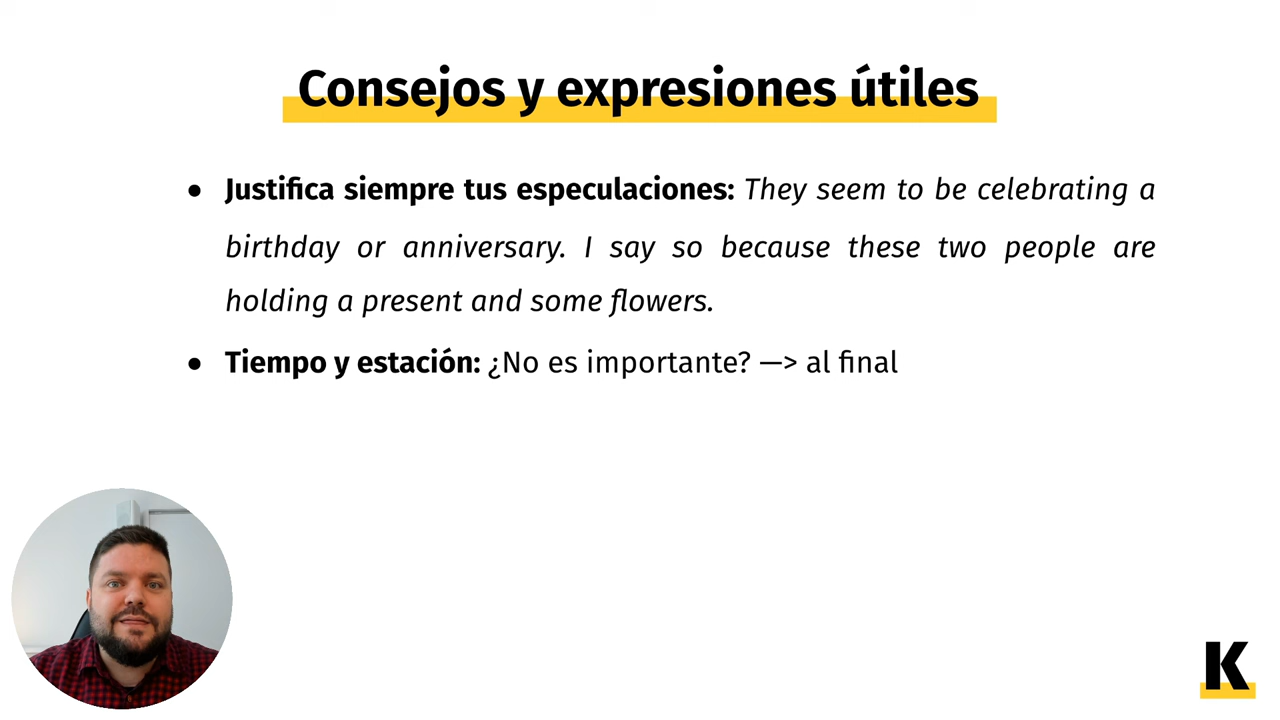 Consejos y expresiones útiles
● Justifica siempre tus especulaciones: They seem to be celebrating a
birthday or anniversary. I say so because these two people are
holding a present and some flowers.
● Tiempo y estación: ¿No es importante? —> al final
K